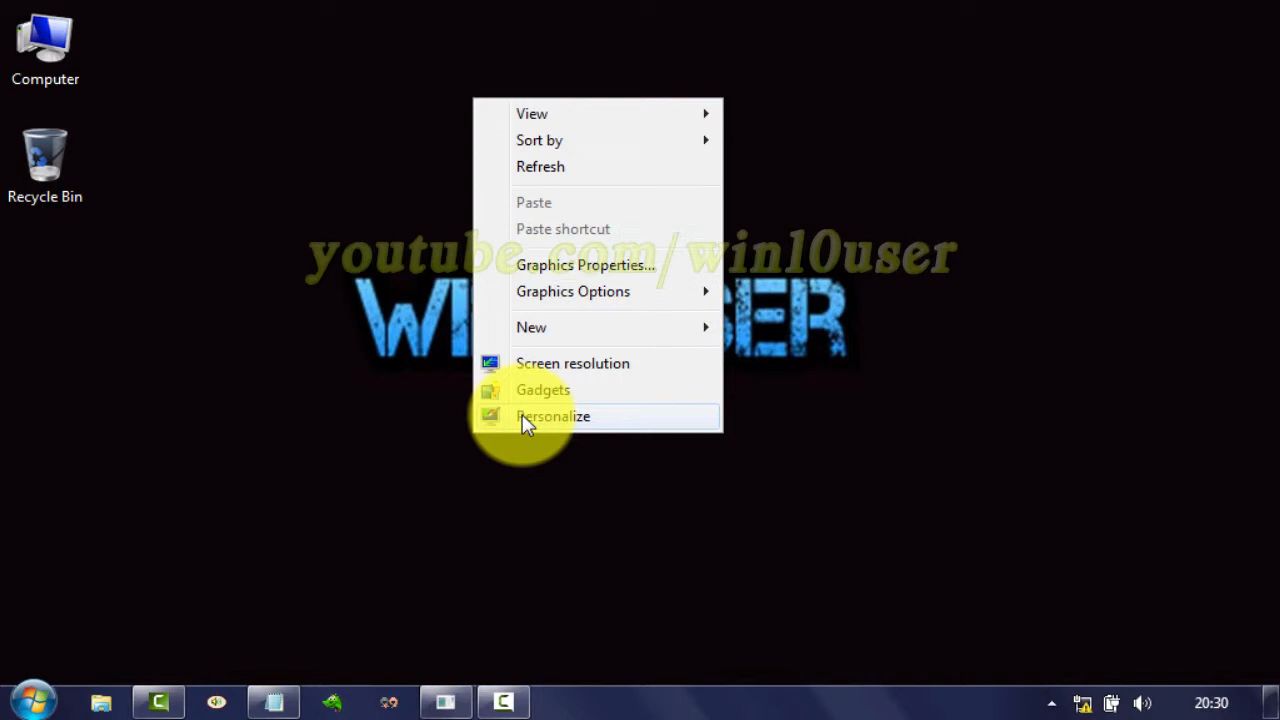 Computer
Recycle Bin
View
Sort by
Refresh
Paste
Paste shortcut
youtube.com/win10user
Graphics Properties...
Graphics Options
New
Screen resolution
Gadgets
Personalize
20:30